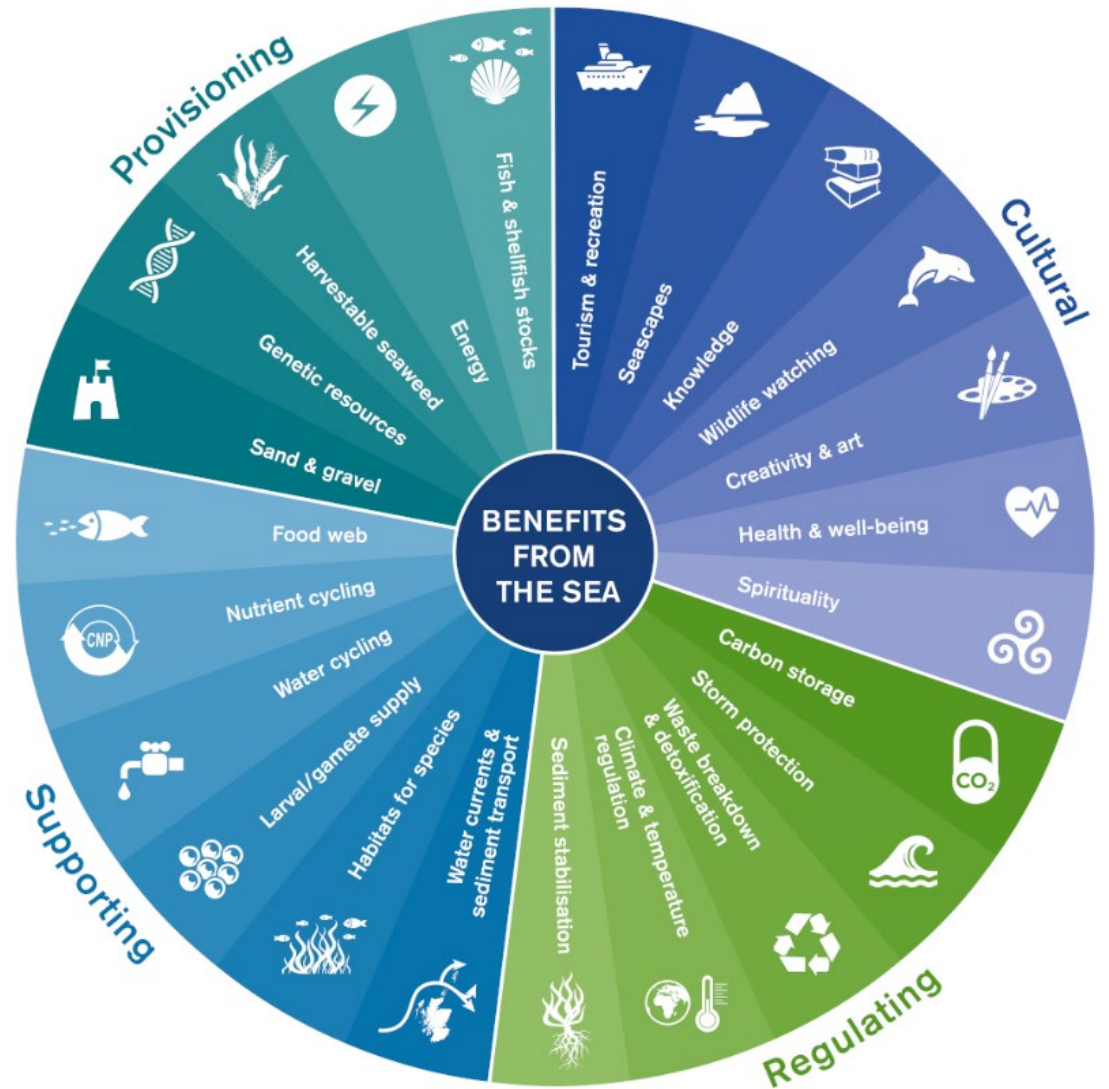 Provisioning
Cultural
Regulating
Supporting
BENEFITS
FROM
THE SEA
Tourism & recreation
Seascapes
Knowledge
Wildlife watching
Creativity & art
Health & well-being
Spirituality
Carbon storage
CO₂
Storm protection
Waste breakdown
& detoxification
Climate & temperature
regulation
Sediment stabilisation
Water currents &
sediment transport
Habitats for species
Larval/gamete supply
Water cycling
Nutrient cycling
CNP
Food web
Sand & gravel
Genetic resources
Harvestable seaweed
Energy
Fish & shellfish stocks